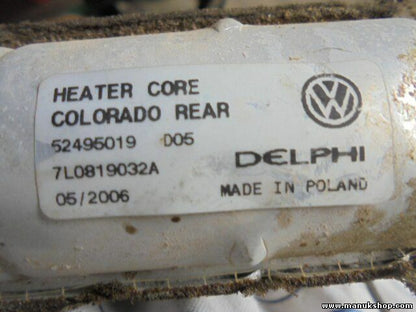 HEATER CORE
COLORADO REAR
52495019 D05
DELPHI
7L0819032A
05/2006 MADE IN POLAND
www.manukshop.com